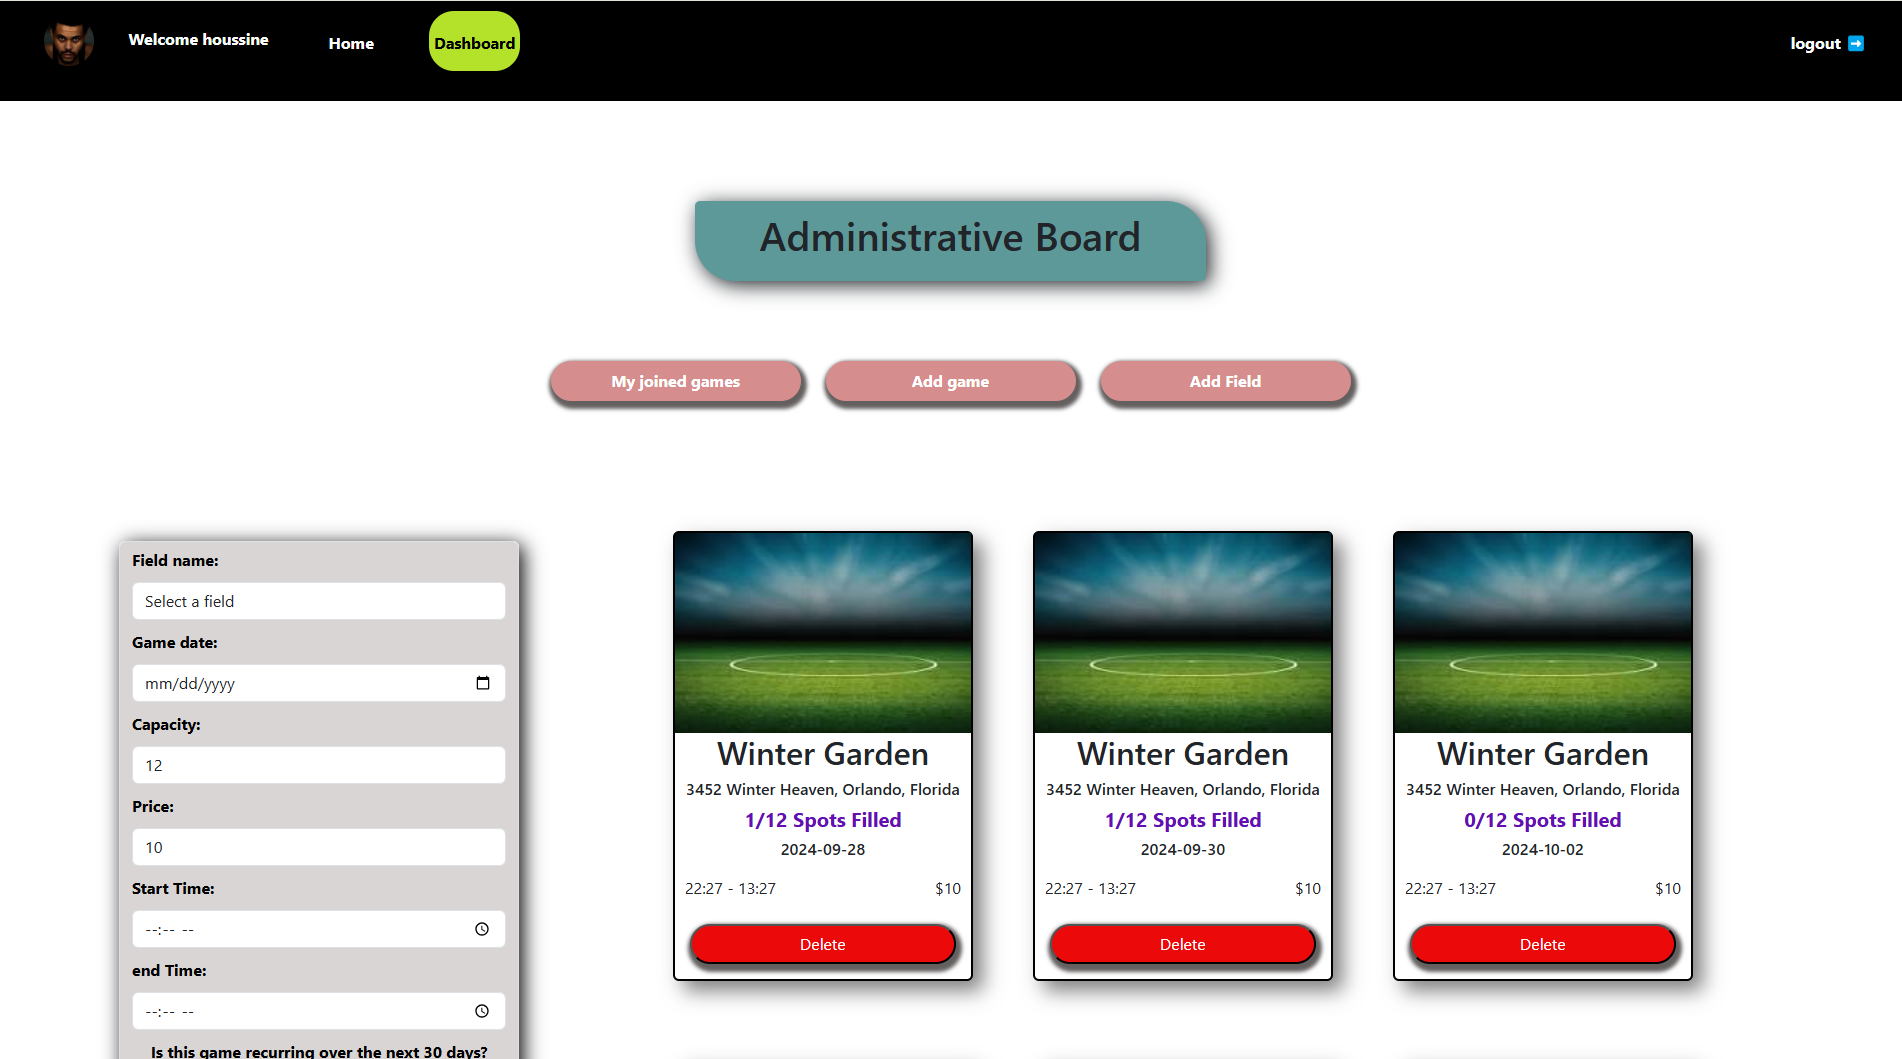 Welcome houssine
Home
Dashboard
logout ➡️
Administrative Board
My joined games
Add game
Add Field
Field name:
Select a field
Game date:
mm/dd/yyyy
Capacity:
12
Price:
10
Start Time:
--:-- --
end Time:
--:-- --
Is this game recurring over the next 30 days?
Winter Garden
3452 Winter Heaven, Orlando, Florida
1/12 Spots Filled
2024-09-28
22:27 - 13:27 $10
Delete
Winter Garden
3452 Winter Heaven, Orlando, Florida
1/12 Spots Filled
2024-09-30
22:27 - 13:27 $10
Delete
Winter Garden
3452 Winter Heaven, Orlando, Florida
0/12 Spots Filled
2024-10-02
22:27 - 13:27 $10
Delete